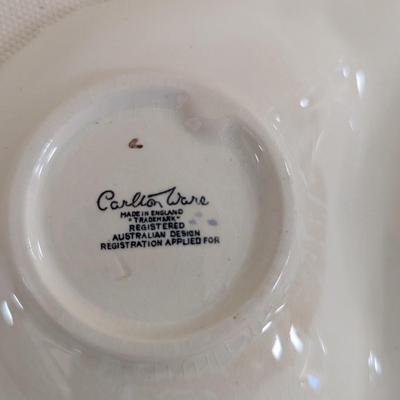 Carlton Ware
MADE IN ENGLAND
"TRADEMARK"
REGISTERED
AUSTRALIAN DESIGN
REGISTRATION APPLIED FOR